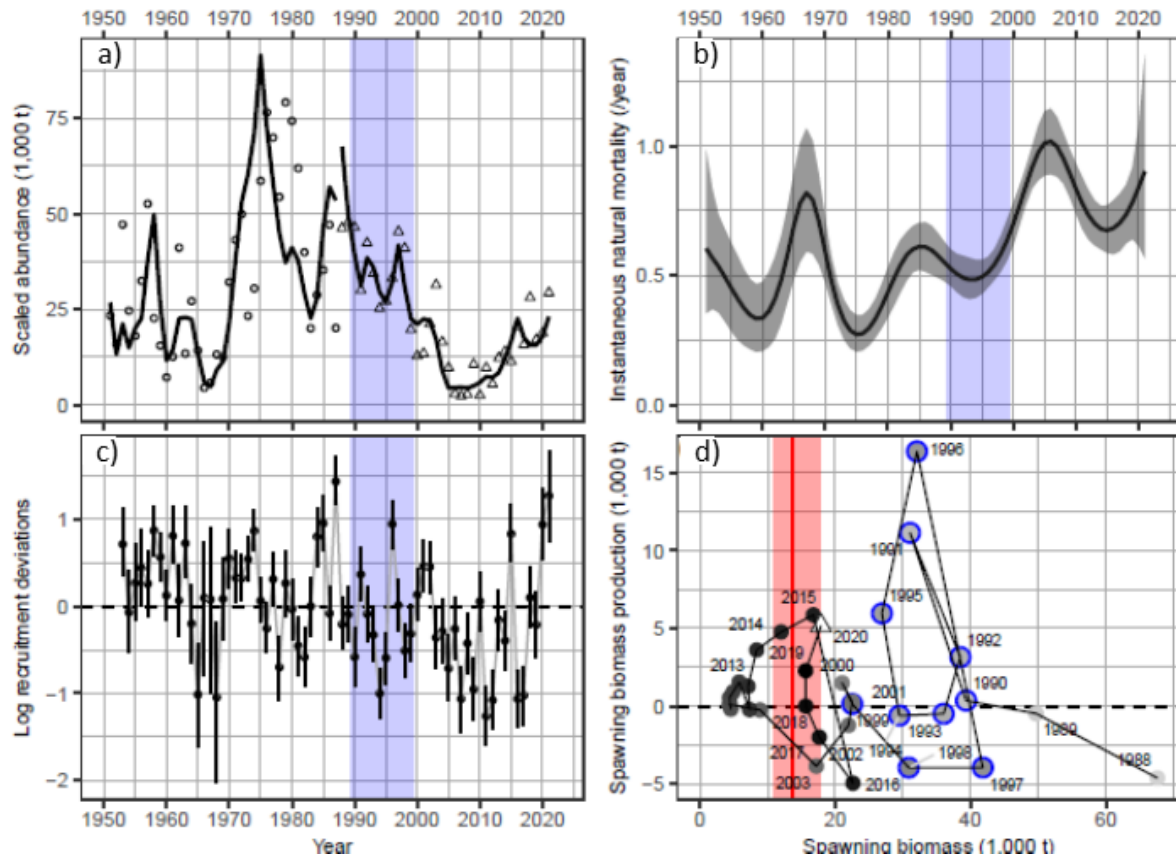 1950 1960 1970 1980 1990 2000 2010 2020
1950 1960 1970 1980 1990 2000 2010 2020
a)
Scaled abundance (1,000 t)
75
50
25
0
b)
Instantaneous natural mortality (/year)
1.0
0.5
0.0
c)
Log recruitment deviations
1
0
−1
−2
1950 1960 1970 1980 1990 2000 2010 2020
Year
d)
Spawning biomass production (1,000 t)
15
10
5
0
−5
1996
1991
1995
2015
2014
2020
1992
2019
2000
2013
1990
2001
1999
1993
1989
2018
1994
1998
2017
2002
1988
2003
2016
1997
0 20 40 60
Spawning biomass (1,000 t)